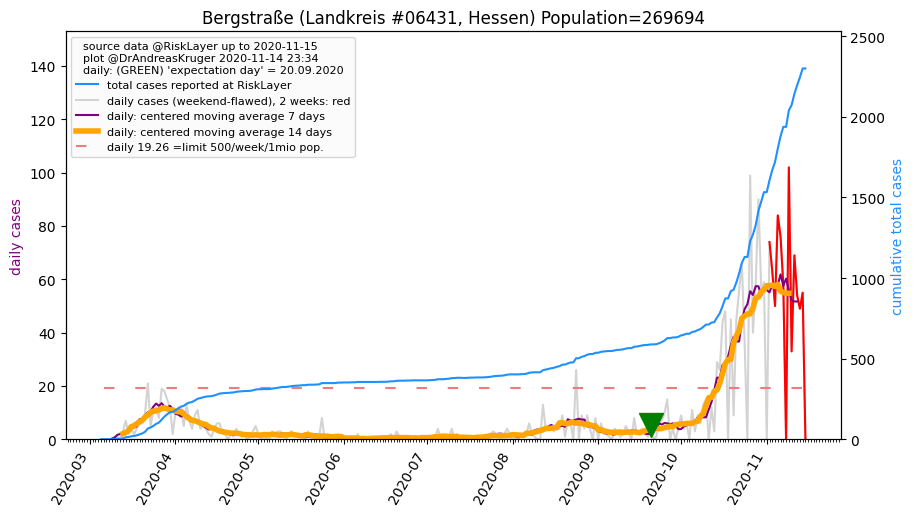 Bergstraße (Landkreis #06431, Hessen) Population=269694
source data @RiskLayer up to 2020-11-15
plot @DrAndreasKruger 2020-11-14 23:34
daily: (GREEN) 'expectation day' = 20.09.2020
total cases reported at RiskLayer
daily cases (weekend-flawed), 2 weeks: red
daily: centered moving average 7 days
daily: centered moving average 14 days
daily 19.26 =limit 500/week/1mio pop.
daily cases
140
120
100
80
60
40
20
0
cumulative total cases
2500
2000
1500
1000
500
0
2020-03
2020-04
2020-05
2020-06
2020-07
2020-08
2020-09
2020-10
2020-11